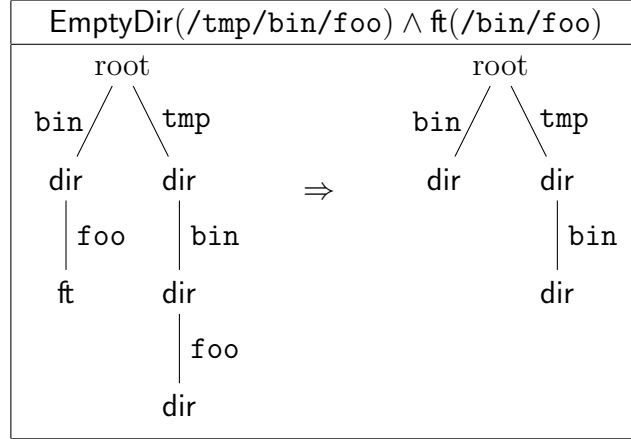 EmptyDir(/tmp/bin/foo) ∧ ft(/bin/foo)
root root
bin tmp bin tmp
dir dir ⇒ dir dir
foo bin bin
ft dir dir
foo
dir